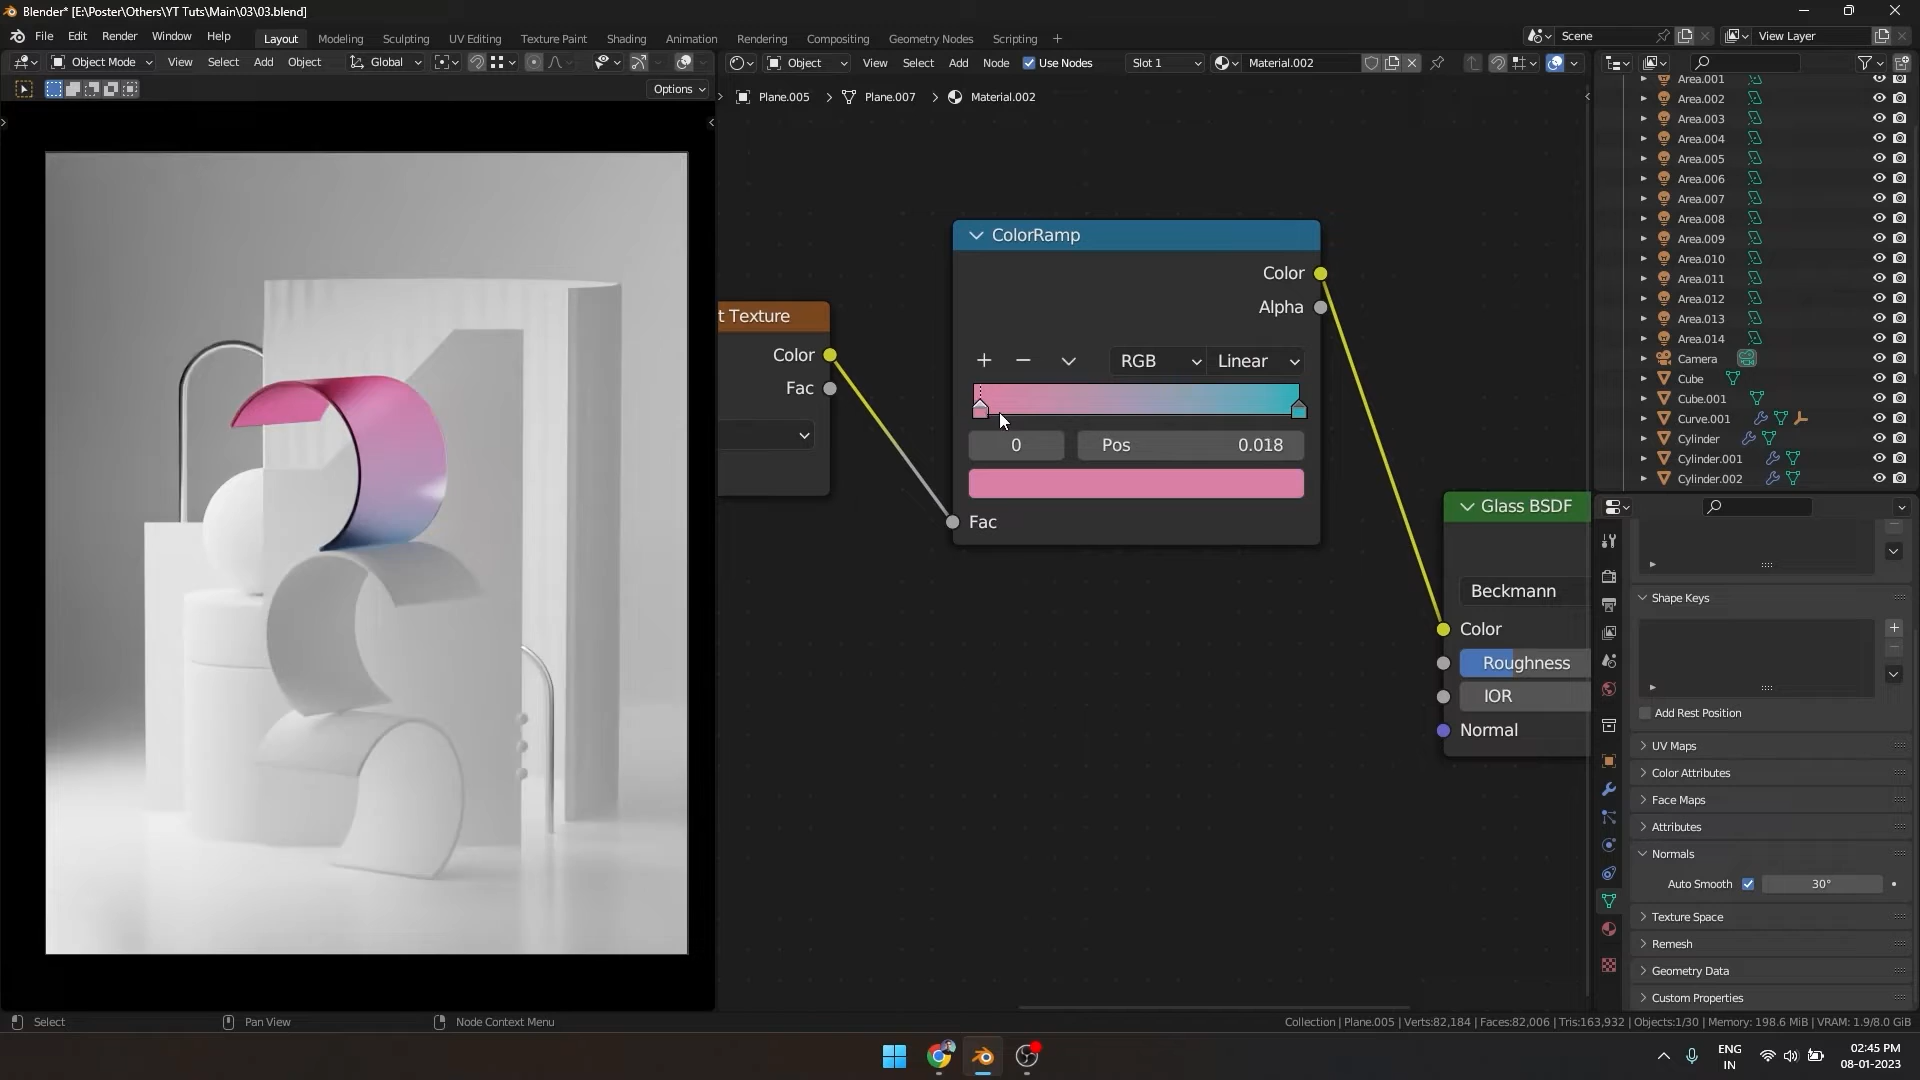 Blender* [E:\Poster\Others\YT Tuts\Main\03\03.blend]
File Edit Render Window Help Layout Modeling Sculpting UV Editing Texture Paint Shading Animation Rendering Compositing Geometry Nodes Scripting + Scene View Layer
Object Mode View Select Add Object Global Object View Select Add Node Use Nodes Slot 1 Material.002
Options
Plane.005 > Plane.007 > Material.002
Area.001
Area.002
Area.003
Area.004
Area.005
Area.006
Area.007
Area.008
Area.009
Area.010
Area.011
Area.012
Area.013
Area.014
Camera
Cube
Cube.001
Curve.001
Cylinder
Cylinder.001
Cylinder.002
t Texture
Color
Fac
ColorRamp
Color
Alpha
RGB Linear
0 Pos 0.018
Fac
Glass BSDF
Beckmann
Color
Roughness
IOR
Normal
Shape Keys
Add Rest Position
UV Maps
Color Attributes
Face Maps
Attributes
Normals
Auto Smooth 30°
Texture Space
Remesh
Geometry Data
Custom Properties
Select Pan View Node Context Menu Collection | Plane.005 | Verts:82,184 | Faces:82,006 | Tris:163,932 | Objects:1/30 | Memory: 198.6 MiB | VRAM: 1.9/8.0 GiB
ENG
IN
02:45 PM
08-01-2023